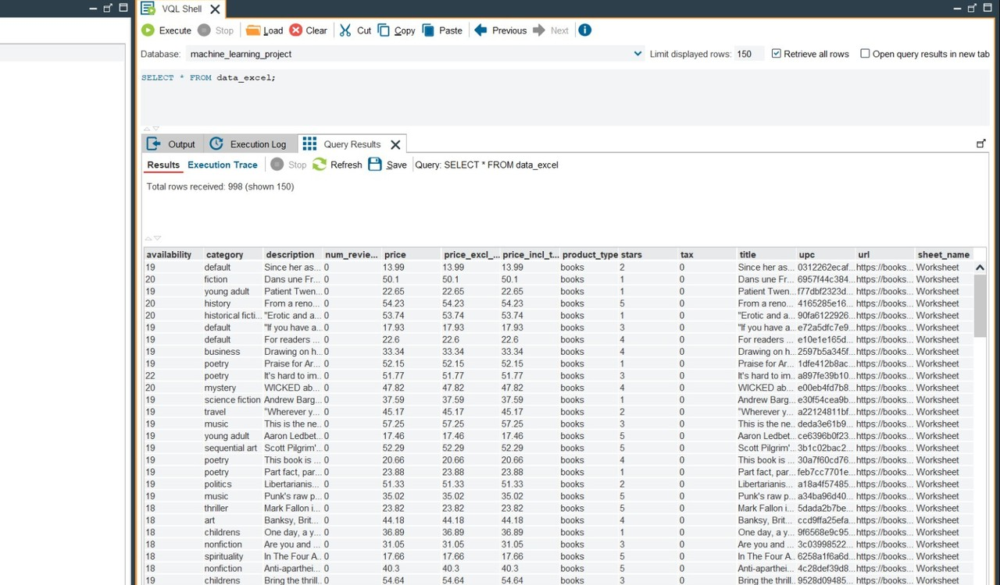 VQL Shell
Execute Stop Load Clear Cut Copy Paste Previous Next
Database: machine_learning_project Limit displayed rows: 150 Retrieve all rows Open query results in new tab
SELECT * FROM data_excel;
Output Execution Log Query Results
Results Execution Trace Stop Refresh Save Query: SELECT * FROM data_excel
Total rows received: 998 (shown 150)
availability category description num_revie... price price_excl_... price_incl_t... product_type stars tax title upc url sheet_name
19 default Since her as... 0 13.99 13.99 13.99 books 2 0 Since her as... 0312262ecaf... https://books... Worksheet
20 fiction Dans une Fr... 0 50.1 50.1 50.1 books 1 0 Dans une Fr... 6957f44c384... https://books... Worksheet
19 young adult Patient Twen... 0 22.65 22.65 22.65 books 1 0 Patient Twen... f77dbf2323d... https://books... Worksheet
20 history From a reno... 0 54.23 54.23 54.23 books 5 0 From a reno... 4165285e16... https://books... Worksheet
20 historical ficti... "Erotic and a... 0 53.74 53.74 53.74 books 1 0 "Erotic and a... 90fa6122926... https://books... Worksheet
19 default "If you have a... 0 17.93 17.93 17.93 books 3 0 "If you have a... e72a5dfc7e9... https://books... Worksheet
19 default For readers ... 0 22.6 22.6 22.6 books 4 0 For readers ... e10e1e165d... https://books... Worksheet
19 business Drawing on h... 0 33.34 33.34 33.34 books 4 0 Drawing on h... 2597b5a345f... https://books... Worksheet
19 poetry Praise for Ar... 0 52.15 52.15 52.15 books 1 0 Praise for Ar... 1dfe412b8ac... https://books... Worksheet
22 poetry It's hard to im... 0 51.77 51.77 51.77 books 3 0 It's hard to im... a897fe39b10... https://books... Worksheet
20 mystery WICKED ab... 0 47.82 47.82 47.82 books 4 0 WICKED ab... e00eb4fd7b8... https://books... Worksheet
19 science fiction Andrew Barg... 0 37.59 37.59 37.59 books 1 0 Andrew Barg... e30f54cea9b... https://books... Worksheet
19 travel “Wherever y... 0 45.17 45.17 45.17 books 2 0 “Wherever y... a22124811bf... https://books... Worksheet
19 music This is the ne... 0 57.25 57.25 57.25 books 3 0 This is the ne... deda3e61b9... https://books... Worksheet
19 young adult Aaron Ledbet... 0 17.46 17.46 17.46 books 5 0 Aaron Ledbet... ce6396b0f23... https://books... Worksheet
19 sequential art Scott Pilgrim'... 0 52.29 52.29 52.29 books 5 0 Scott Pilgrim'... 3b1c02bac2... https://books... Worksheet
19 poetry This book is ... 0 20.66 20.66 20.66 books 4 0 This book is ... 30a7f60cd76... https://books... Worksheet
19 poetry Part fact, par... 0 23.88 23.88 23.88 books 1 0 Part fact, par... feb7cc7701e... https://books... Worksheet
19 politics Libertarianis... 0 51.33 51.33 51.33 books 2 0 Libertarianis... a18a4f57485... https://books... Worksheet
19 music Punk's raw p... 0 35.02 35.02 35.02 books 5 0 Punk's raw p... a34ba96d40... https://books... Worksheet
18 thriller Mark Fallon i... 0 23.82 23.82 23.82 books 5 0 Mark Fallon i... 5dada2b7be... https://books... Worksheet
18 art Banksy, Brit... 0 44.18 44.18 44.18 books 4 0 Banksy, Brit... ccd9ffa25efa... https://books... Worksheet
18 childrens One day, a y... 0 36.89 36.89 36.89 books 1 0 One day, a y... 9f6568e9c95... https://books... Worksheet
18 nonfiction Are you and ... 0 31.05 31.05 31.05 books 3 0 Are you and ... 3c03998522... https://books... Worksheet
18 spirituality In The Four A... 0 17.66 17.66 17.66 books 5 0 In The Four A... 6258a1f6a6d... https://books... Worksheet
18 nonfiction Anti-aparthei... 0 40.3 40.3 40.3 books 5 0 Anti-aparthei... 4c28def39d8... https://books... Worksheet
19 childrens Bring the thrill... 0 54.64 54.64 54.64 books 3 0 Bring the thrill... 9528d09485... https://books... Worksheet